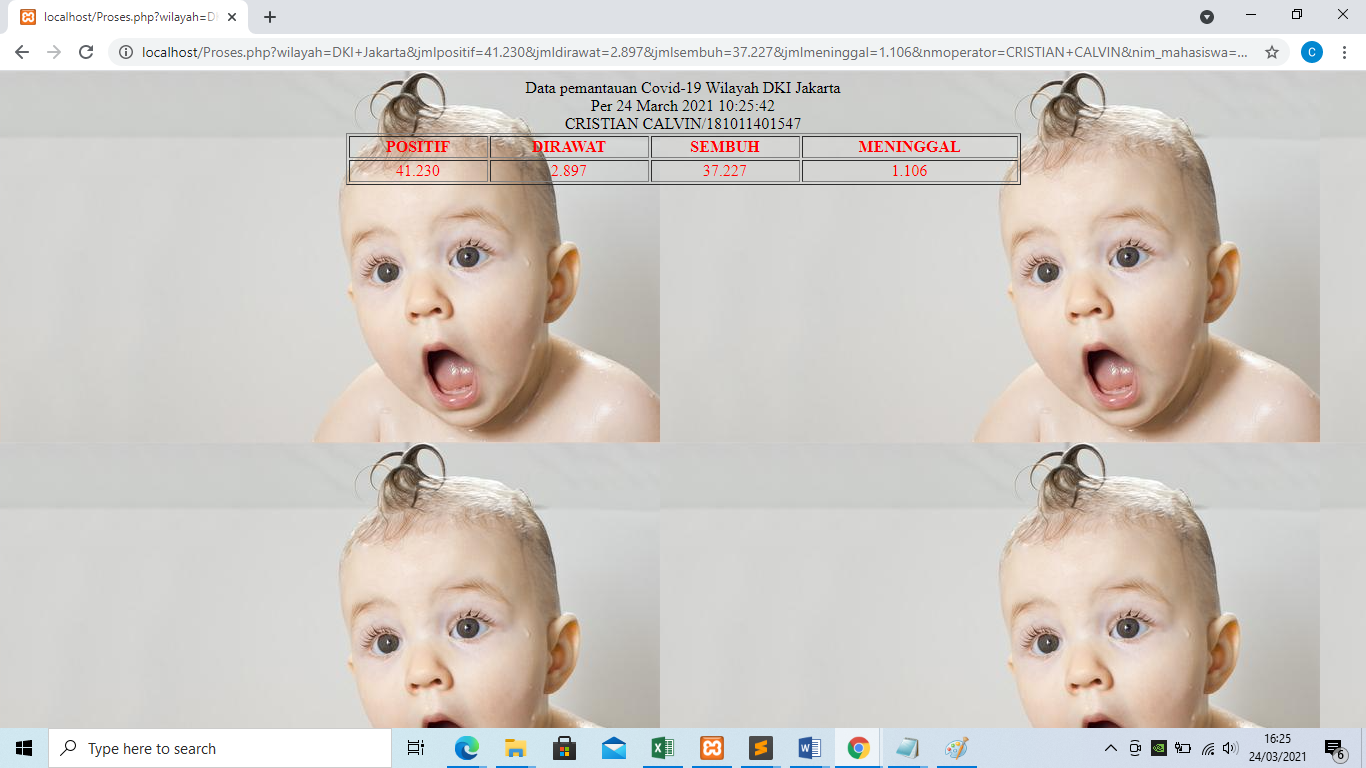 localhost/Proses.php?wilayah=D
localhost/Proses.php?wilayah=DKI+Jakarta&jmlpositif=41.230&jmldirawat=2.897&jmlsembuh=37.227&jmlmeninggal=1.106&nmoperator=CRISTIAN+CALVIN&nim_mahasiswa=...
C
Data pemantauan Covid-19 Wilayah DKI Jakarta
Per 24 March 2021 10:25:42
CRISTIAN CALVIN/181011401547
POSITIF DIRAWAT SEMBUH MENINGGAL
41.230 2.897 37.227 1.106
Type here to search
16:25
24/03/2021
6